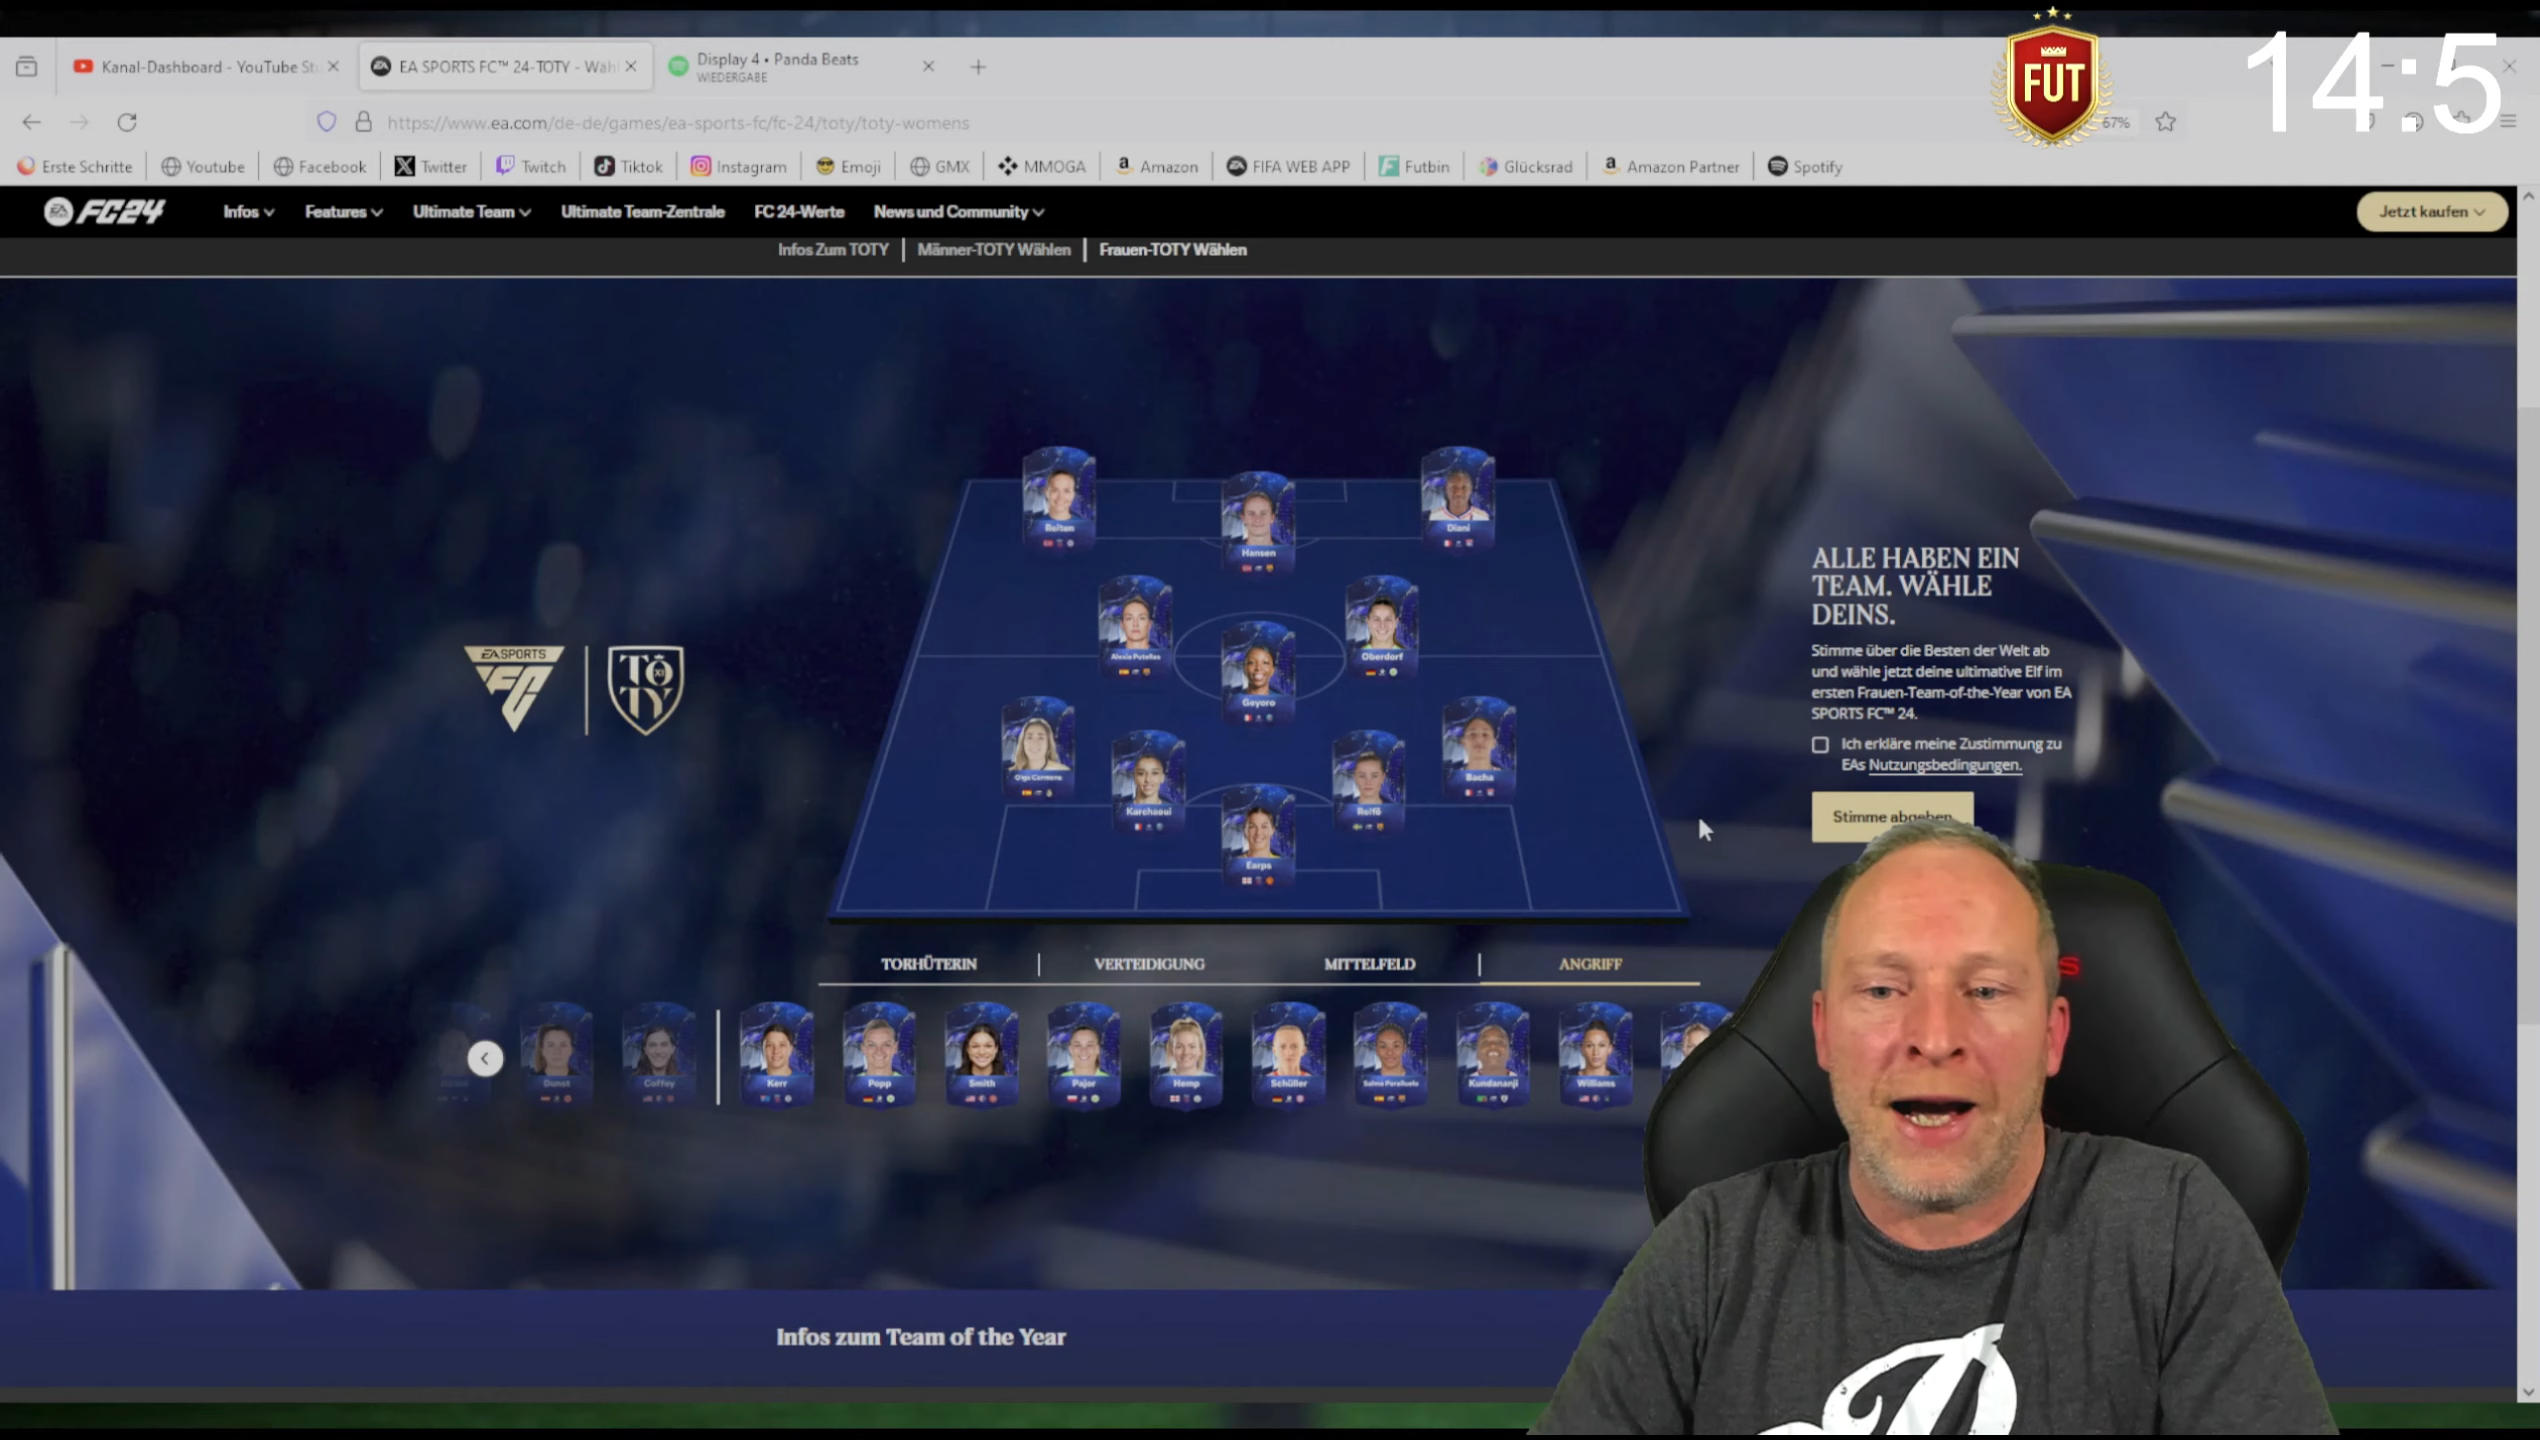 Kanal-Dashboard - YouTube St
EA SPORTS FC™ 24-TOTY - Wähl
Display 4 • Panda Beats
WIEDERGABE
FUT
14:5
https://www.ea.com/de-de/games/ea-sports-fc/fc-24/toty/toty-womens
67%
Erste Schritte
Youtube
Facebook
Twitter
Twitch
Tiktok
Instagram
Emoji
GMX
MMOGA
Amazon
FIFA WEB APP
Futbin
Glücksrad
Amazon Partner
Spotify
EA FC24
Infos
Features
Ultimate Team
Ultimate Team-Zentrale
FC 24-Werte
News und Community
Jetzt kaufen
Infos Zum TOTY
Männer-TOTY Wählen
Frauen-TOTY Wählen
Reiten
Hansen
Diani
Alexia Putellas
Geyoro
Oberdorf
Olga Carmona
Karchaoui
Rolfö
Bacha
Earps
EA SPORTS
FC
TOTY
XI
ALLE HABEN EIN
TEAM. WÄHLE
DEINS.
Stimme über die Besten der Welt ab
und wähle jetzt deine ultimative Elf im
ersten Frauen-Team-of-the-Year von EA
SPORTS FC™ 24.
Ich erkläre meine Zustimmung zu
EAs Nutzungsbedingungen.
Stimme abgeben
TORHÜTERIN
VERTEIDIGUNG
MITTELFELD
ANGRIFF
Dunst
Coffey
Kerr
Popp
Smith
Pajor
Hemp
Schüller
Salma Paralluelo
Kundananji
Williams
S
Infos zum Team of the Year